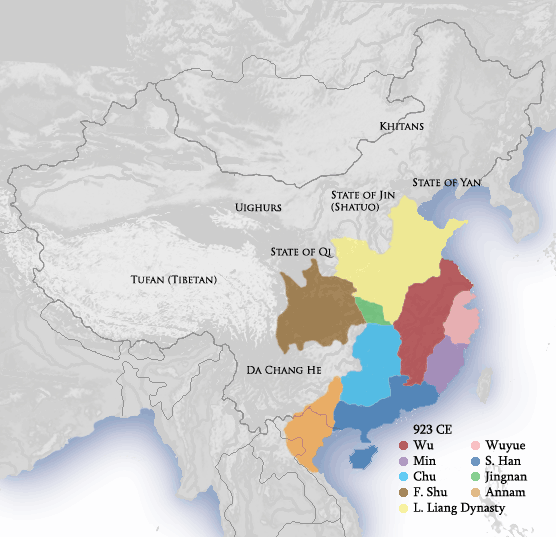 Khitans
State of Yan
State of Jin
(Shatuo)
Uighurs
State of Qi
Tufan (Tibetan)
Da Chang He
923 CE
Wu
Wuyue
Min
S. Han
Chu
Jingnan
F. Shu
Annam
L. Liang Dynasty